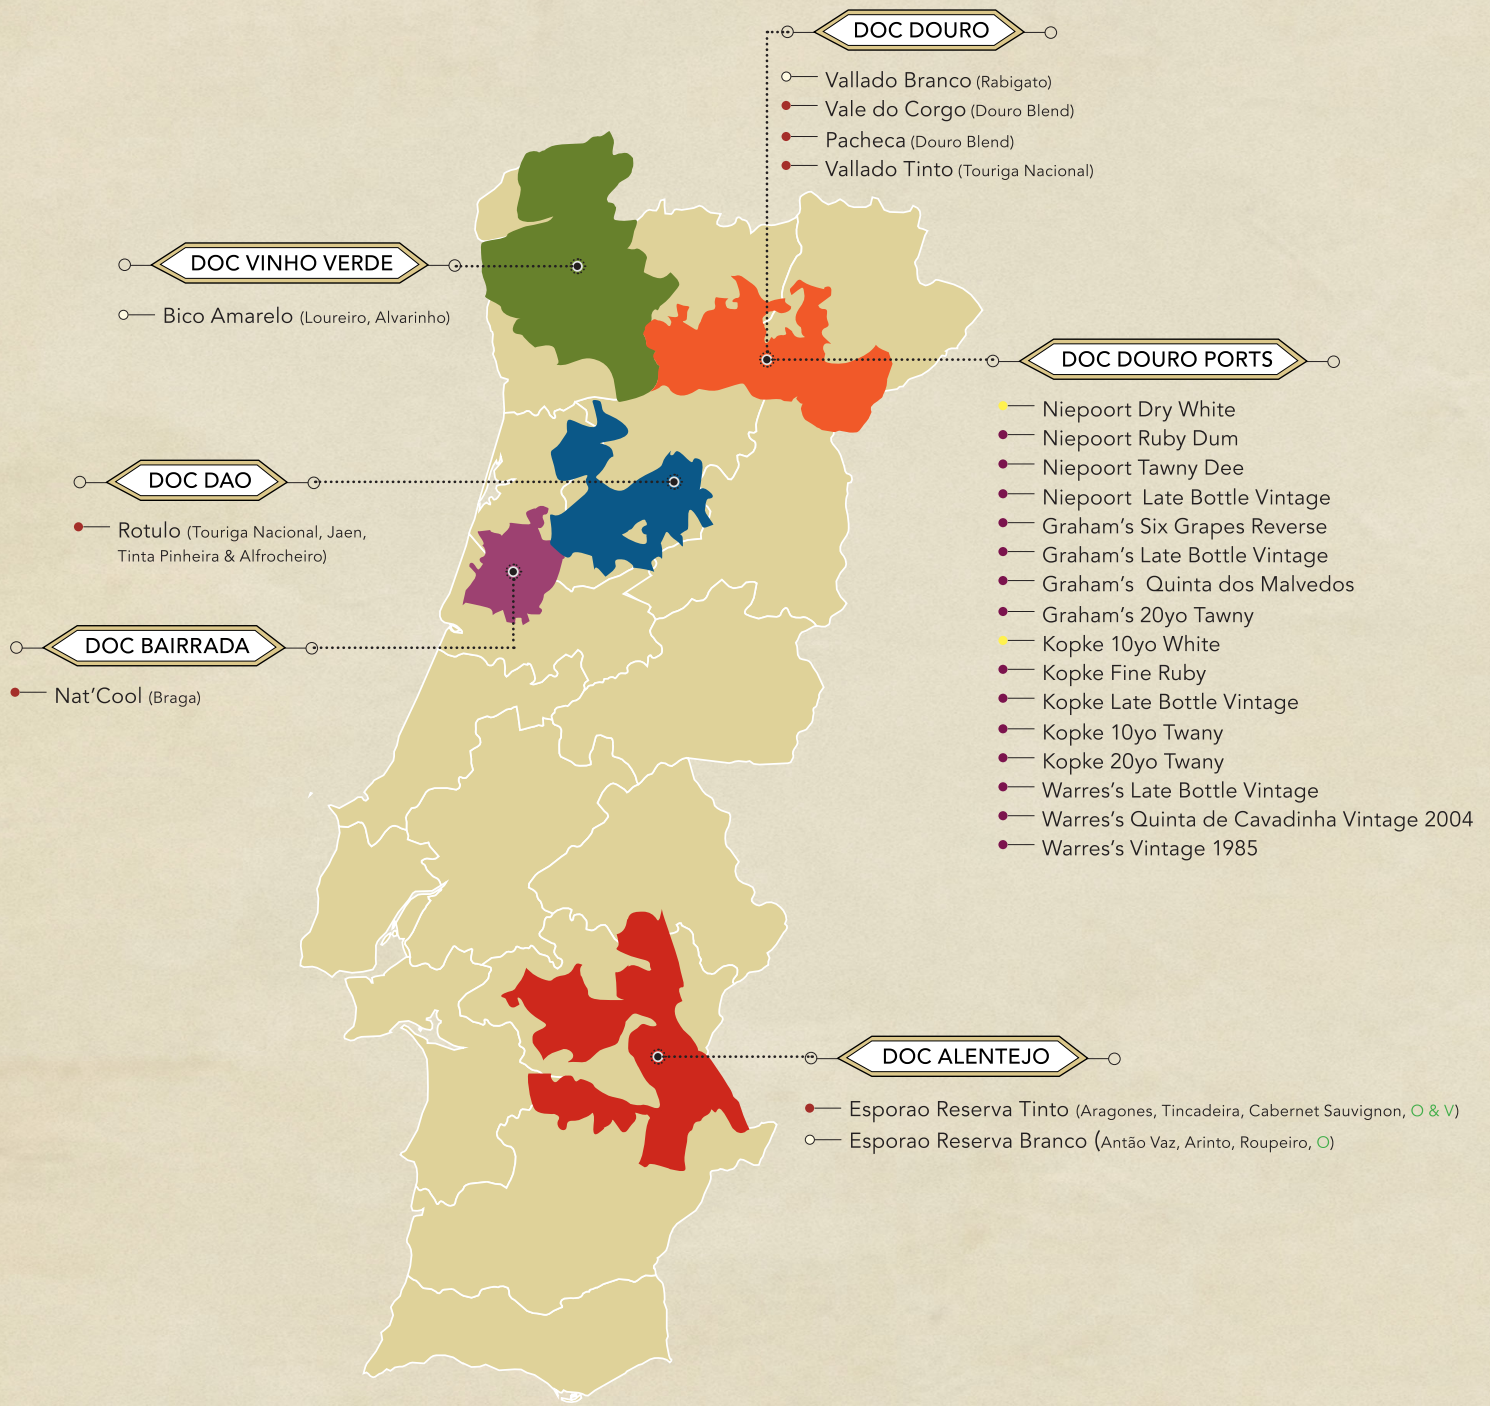 DOC DOURO
Vallado Branco (Rabigato)
Vale do Corgo (Douro Blend)
Pacheca (Douro Blend)
Vallado Tinto (Touriga Nacional)
DOC VINHO VERDE
Bico Amarelo (Loureiro, Alvarinho)
DOC DOURO PORTS
Niepoort Dry White
Niepoort Ruby Dum
Niepoort Tawny Dee
Niepoort Late Bottle Vintage
Graham's Six Grapes Reverse
Graham's Late Bottle Vintage
Graham's Quinta dos Malvedos
Graham's 20yo Tawny
Kopke 10yo White
Kopke Fine Ruby
Kopke Late Bottle Vintage
Kopke 10yo Twany
Kopke 20yo Twany
Warres's Late Bottle Vintage
Warres's Quinta de Cavadinha Vintage 2004
Warres's Vintage 1985
DOC DAO
Rotulo (Touriga Nacional, Jaen,
Tinta Pinheira & Alfrocheiro)
DOC BAIRRADA
Nat'Cool (Braga)
DOC ALENTEJO
Esporao Reserva Tinto (Aragones, Tincadeira, Cabernet Sauvignon, O & V)
Esporao Reserva Branco (Antão Vaz, Arinto, Roupeiro, O)